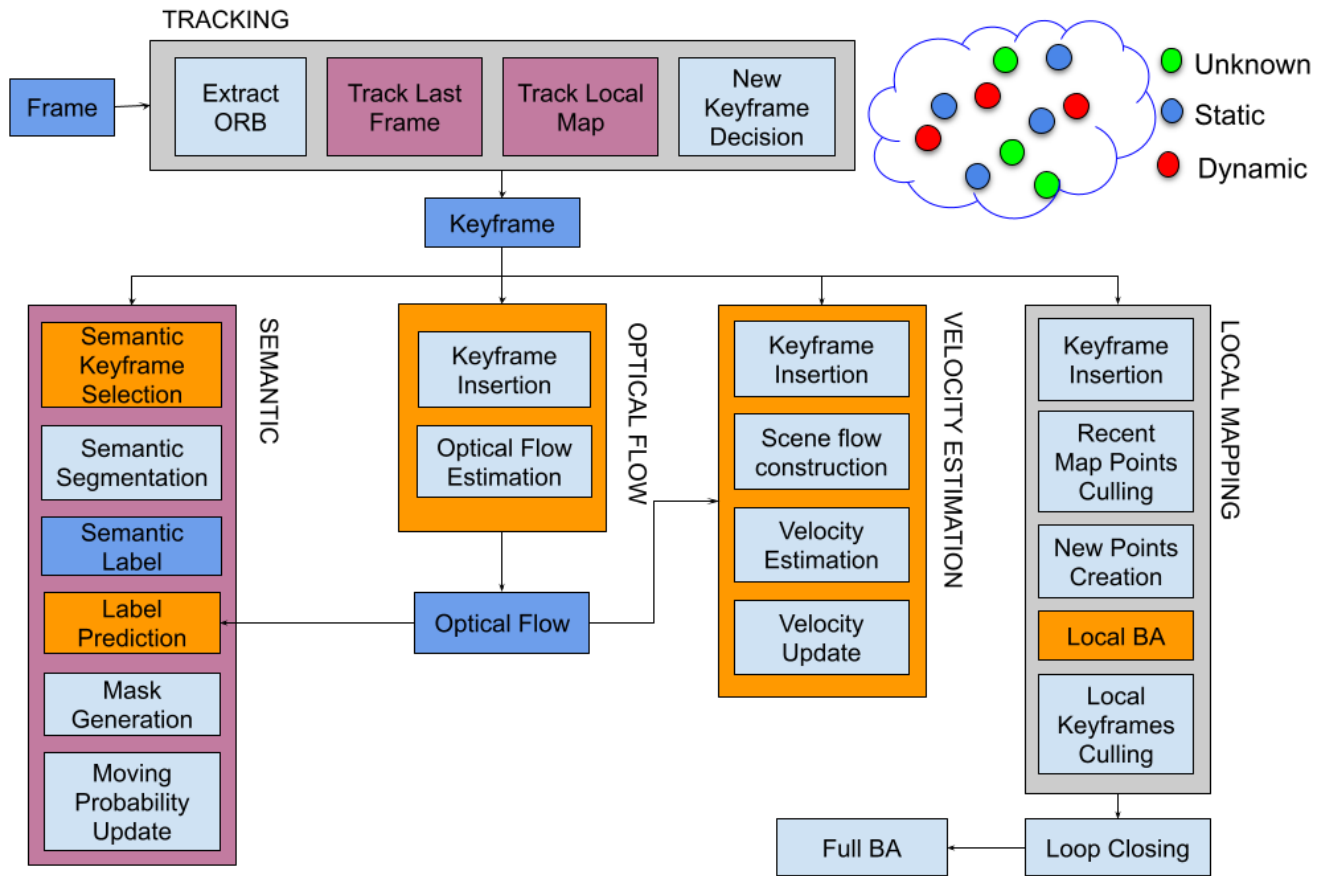 TRACKING
Frame
Extract
ORB
Track Last
Frame
Track Local
Map
New
Keyframe
Decision
Unknown
Static
Dynamic
Keyframe
SEMANTIC
Semantic
Keyframe
Selection
Semantic
Segmentation
Semantic
Label
Label
Prediction
Mask
Generation
Moving
Probability
Update
OPTICAL FLOW
Keyframe
Insertion
Optical Flow
Estimation
Optical Flow
VELOCITY ESTIMATION
Keyframe
Insertion
Scene flow
construction
Velocity
Estimation
Velocity
Update
LOCAL MAPPING
Keyframe
Insertion
Recent
Map Points
Culling
New Points
Creation
Local BA
Local
Keyframes
Culling
Loop Closing
Full BA